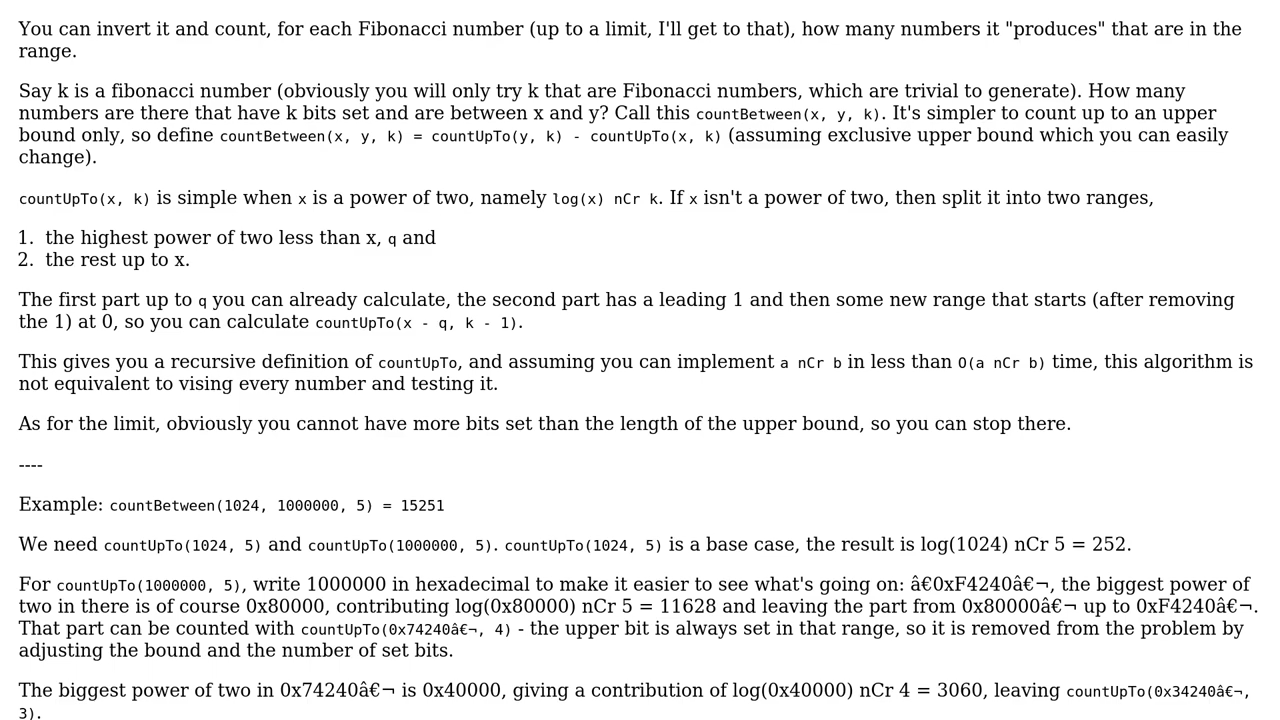 You can invert it and count, for each Fibonacci number (up to a limit, I'll get to that), how many numbers it "produces" that are in the
range.
Say k is a fibonacci number (obviously you will only try k that are Fibonacci numbers, which are trivial to generate). How many
numbers are there that have k bits set and are between x and y? Call this countBetween(x, y, k). It's simpler to count up to an upper
bound only, so define countBetween(x, y, k) = countUpTo(y, k) - countUpTo(x, k) (assuming exclusive upper bound which you can easily
change).
countUpTo(x, k) is simple when x is a power of two, namely log(x) nCr k. If x isn't a power of two, then split it into two ranges,
1. the highest power of two less than x, q and
2. the rest up to x.
The first part up to q you can already calculate, the second part has a leading 1 and then some new range that starts (after removing
the 1) at 0, so you can calculate countUpTo(x - q, k - 1).
This gives you a recursive definition of countUpTo, and assuming you can implement a nCr b in less than O(a nCr b) time, this algorithm is
not equivalent to vising every number and testing it.
As for the limit, obviously you cannot have more bits set than the length of the upper bound, so you can stop there.
----
Example: countBetween(1024, 1000000, 5) = 15251
We need countUpTo(1024, 5) and countUpTo(1000000, 5). countUpTo(1024, 5) is a base case, the result is log(1024) nCr 5 = 252.
For countUpTo(1000000, 5), write 1000000 in hexadecimal to make it easier to see what's going on: â€0xF4240â€¬, the biggest power of
two in there is of course 0x80000, contributing log(0x80000) nCr 5 = 11628 and leaving the part from 0x80000â€¬ up to 0xF4240â€¬.
That part can be counted with countUpTo(0x74240â€¬, 4) - the upper bit is always set in that range, so it is removed from the problem by
adjusting the bound and the number of set bits.
The biggest power of two in 0x74240â€¬ is 0x40000, giving a contribution of log(0x40000) nCr 4 = 3060, leaving countUpTo(0x34240â€¬,
3).